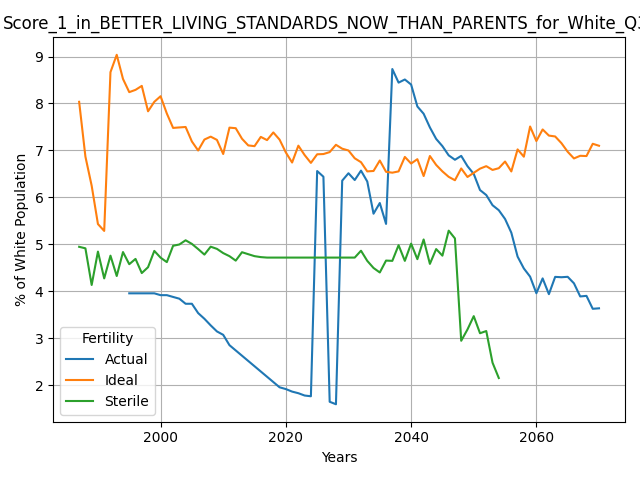 Score_1_in_BETTER_LIVING_STANDARDS_NOW_THAN_PARENTS_for_White_Q3
% of White Population
9
8
7
6
5
4
3
2
Fertility
Actual
Ideal
Sterile
2000 2020 2040 2060
Years